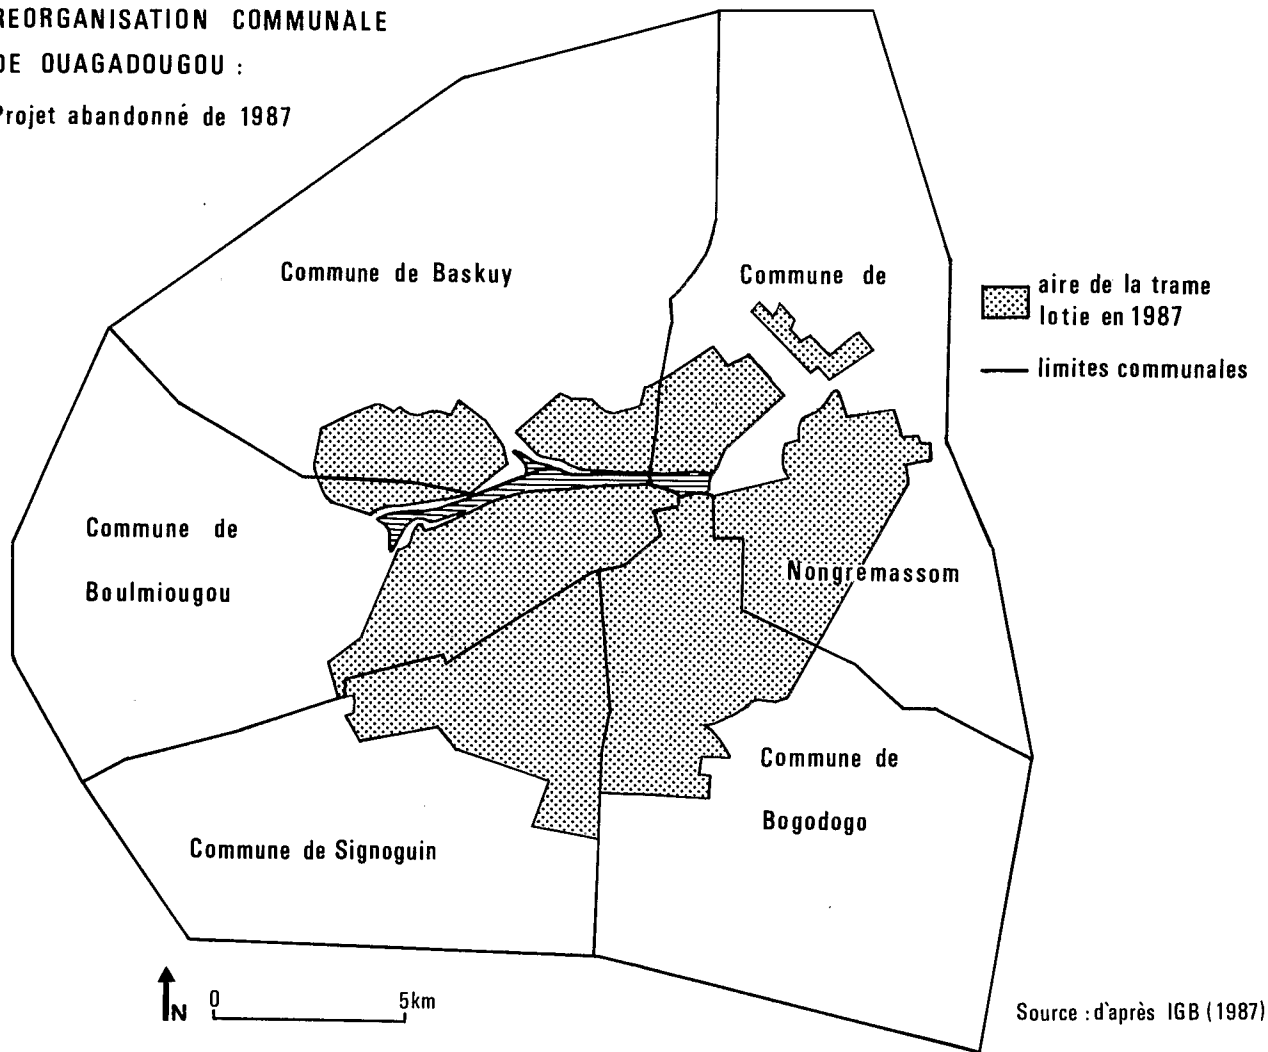 REORGANISATION COMMUNALE
DE OUAGADOUGOU :
Projet abandonné de 1987
Commune de Baskuy
Commune de
Nongremassom
aire de la trame
lotie en 1987
limites communales
Commune de
Boulmiougou
Commune de
Bogodogo
Commune de Signoguin
N
0 5km
Source : d'après IGB (1987)